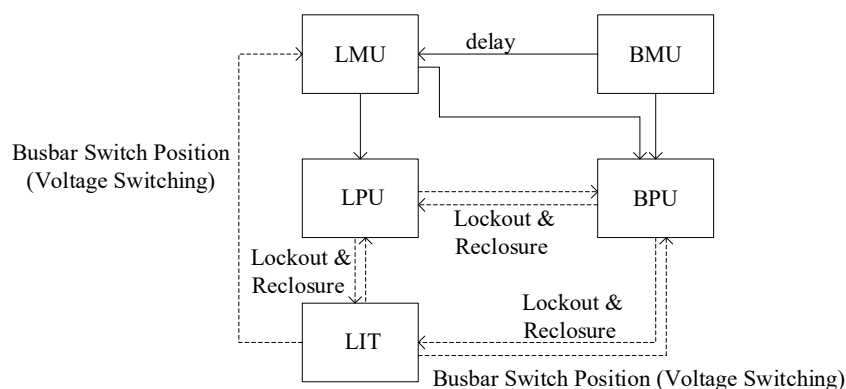 delay
LMU
BMU
Busbar Switch Position
(Voltage Switching)
LPU
BPU
Lockout &
Reclosure
Lockout &
Reclosure
Lockout &
Reclosure
LIT
Busbar Switch Position (Voltage Switching)